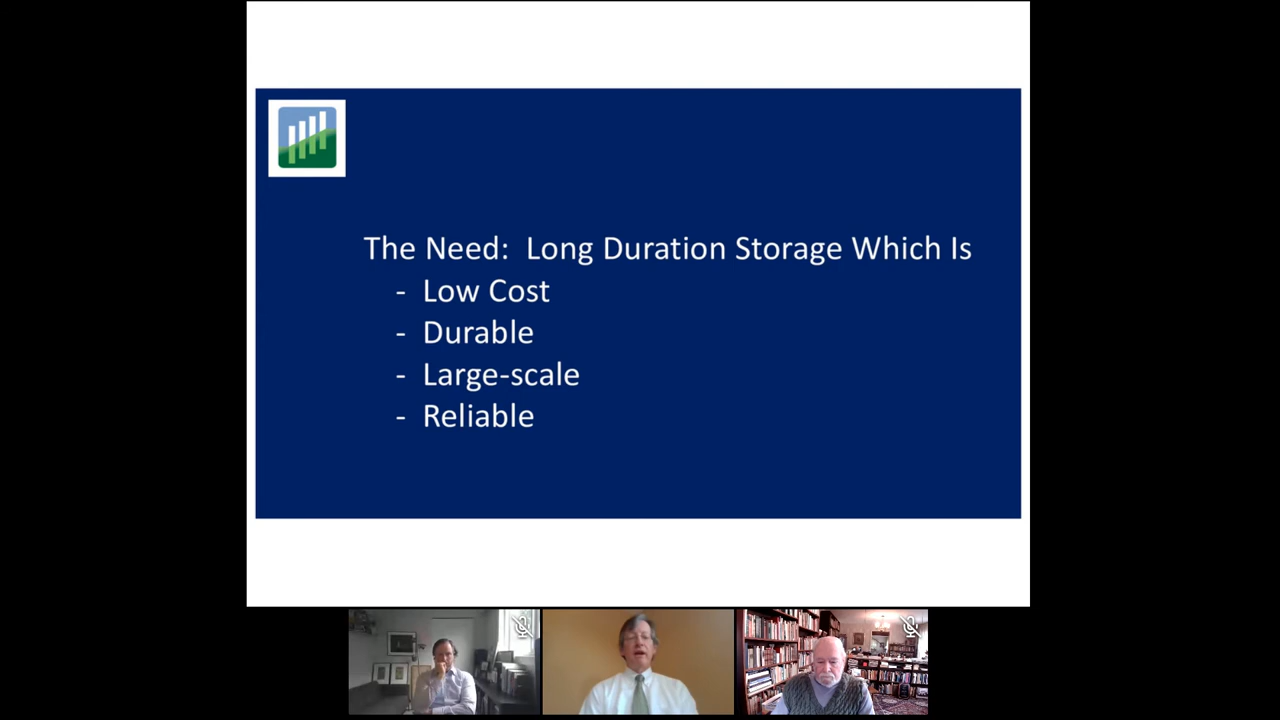 The Need: Long Duration Storage Which Is
- Low Cost
- Durable
- Large-scale
- Reliable